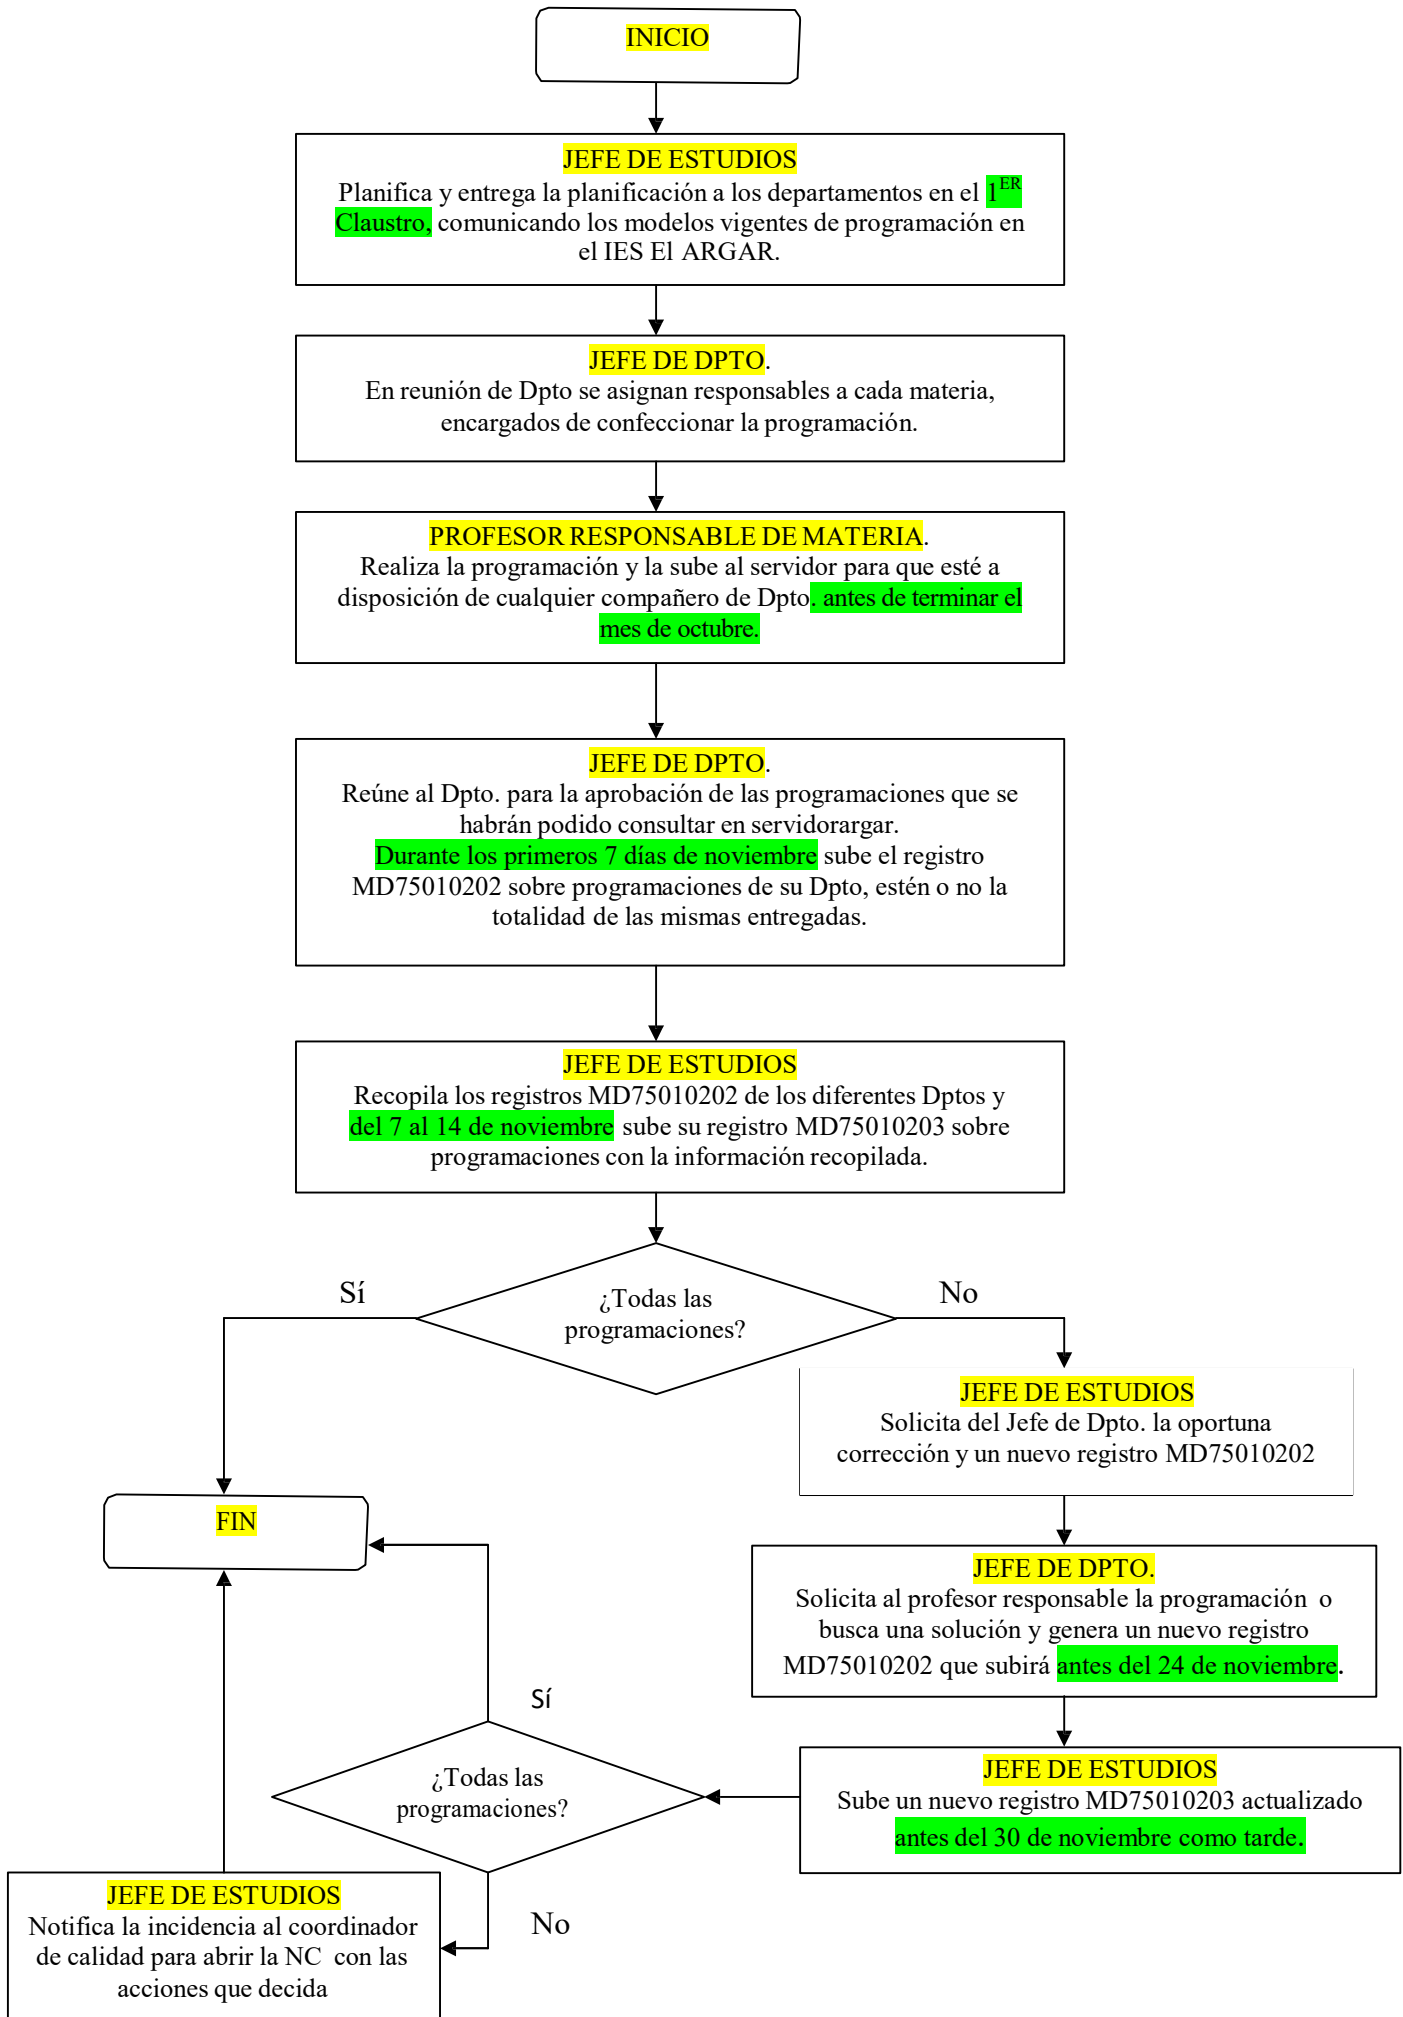 INICIO
JEFE DE ESTUDIOS
Planifica y entrega la planificación a los departamentos en el 1ER
Claustro, comunicando los modelos vigentes de programación en
el IES El ARGAR.
JEFE DE DPTO.
En reunión de Dpto se asignan responsables a cada materia,
encargados de confeccionar la programación.
PROFESOR RESPONSABLE DE MATERIA.
Realiza la programación y la sube al servidor para que esté a
disposición de cualquier compañero de Dpto. antes de terminar el
mes de octubre.
JEFE DE DPTO.
Reúne al Dpto. para la aprobación de las programaciones que se
habrán podido consultar en servidorargar.
Durante los primeros 7 días de noviembre sube el registro
MD75010202 sobre programaciones de su Dpto, estén o no la
totalidad de las mismas entregadas.
JEFE DE ESTUDIOS
Recopila los registros MD75010202 de los diferentes Dptos y
del 7 al 14 de noviembre sube su registro MD75010203 sobre
programaciones con la información recopilada.
Sí
No
¿Todas las
programaciones?
JEFE DE ESTUDIOS
Solicita del Jefe de Dpto. la oportuna
corrección y un nuevo registro MD75010202
FIN
JEFE DE DPTO.
Solicita al profesor responsable la programación o
busca una solución y genera un nuevo registro
MD75010202 que subirá antes del 24 de noviembre.
Sí
¿Todas las
programaciones?
JEFE DE ESTUDIOS
Sube un nuevo registro MD75010203 actualizado
antes del 30 de noviembre como tarde.
No
JEFE DE ESTUDIOS
Notifica la incidencia al coordinador
de calidad para abrir la NC con las
acciones que decida